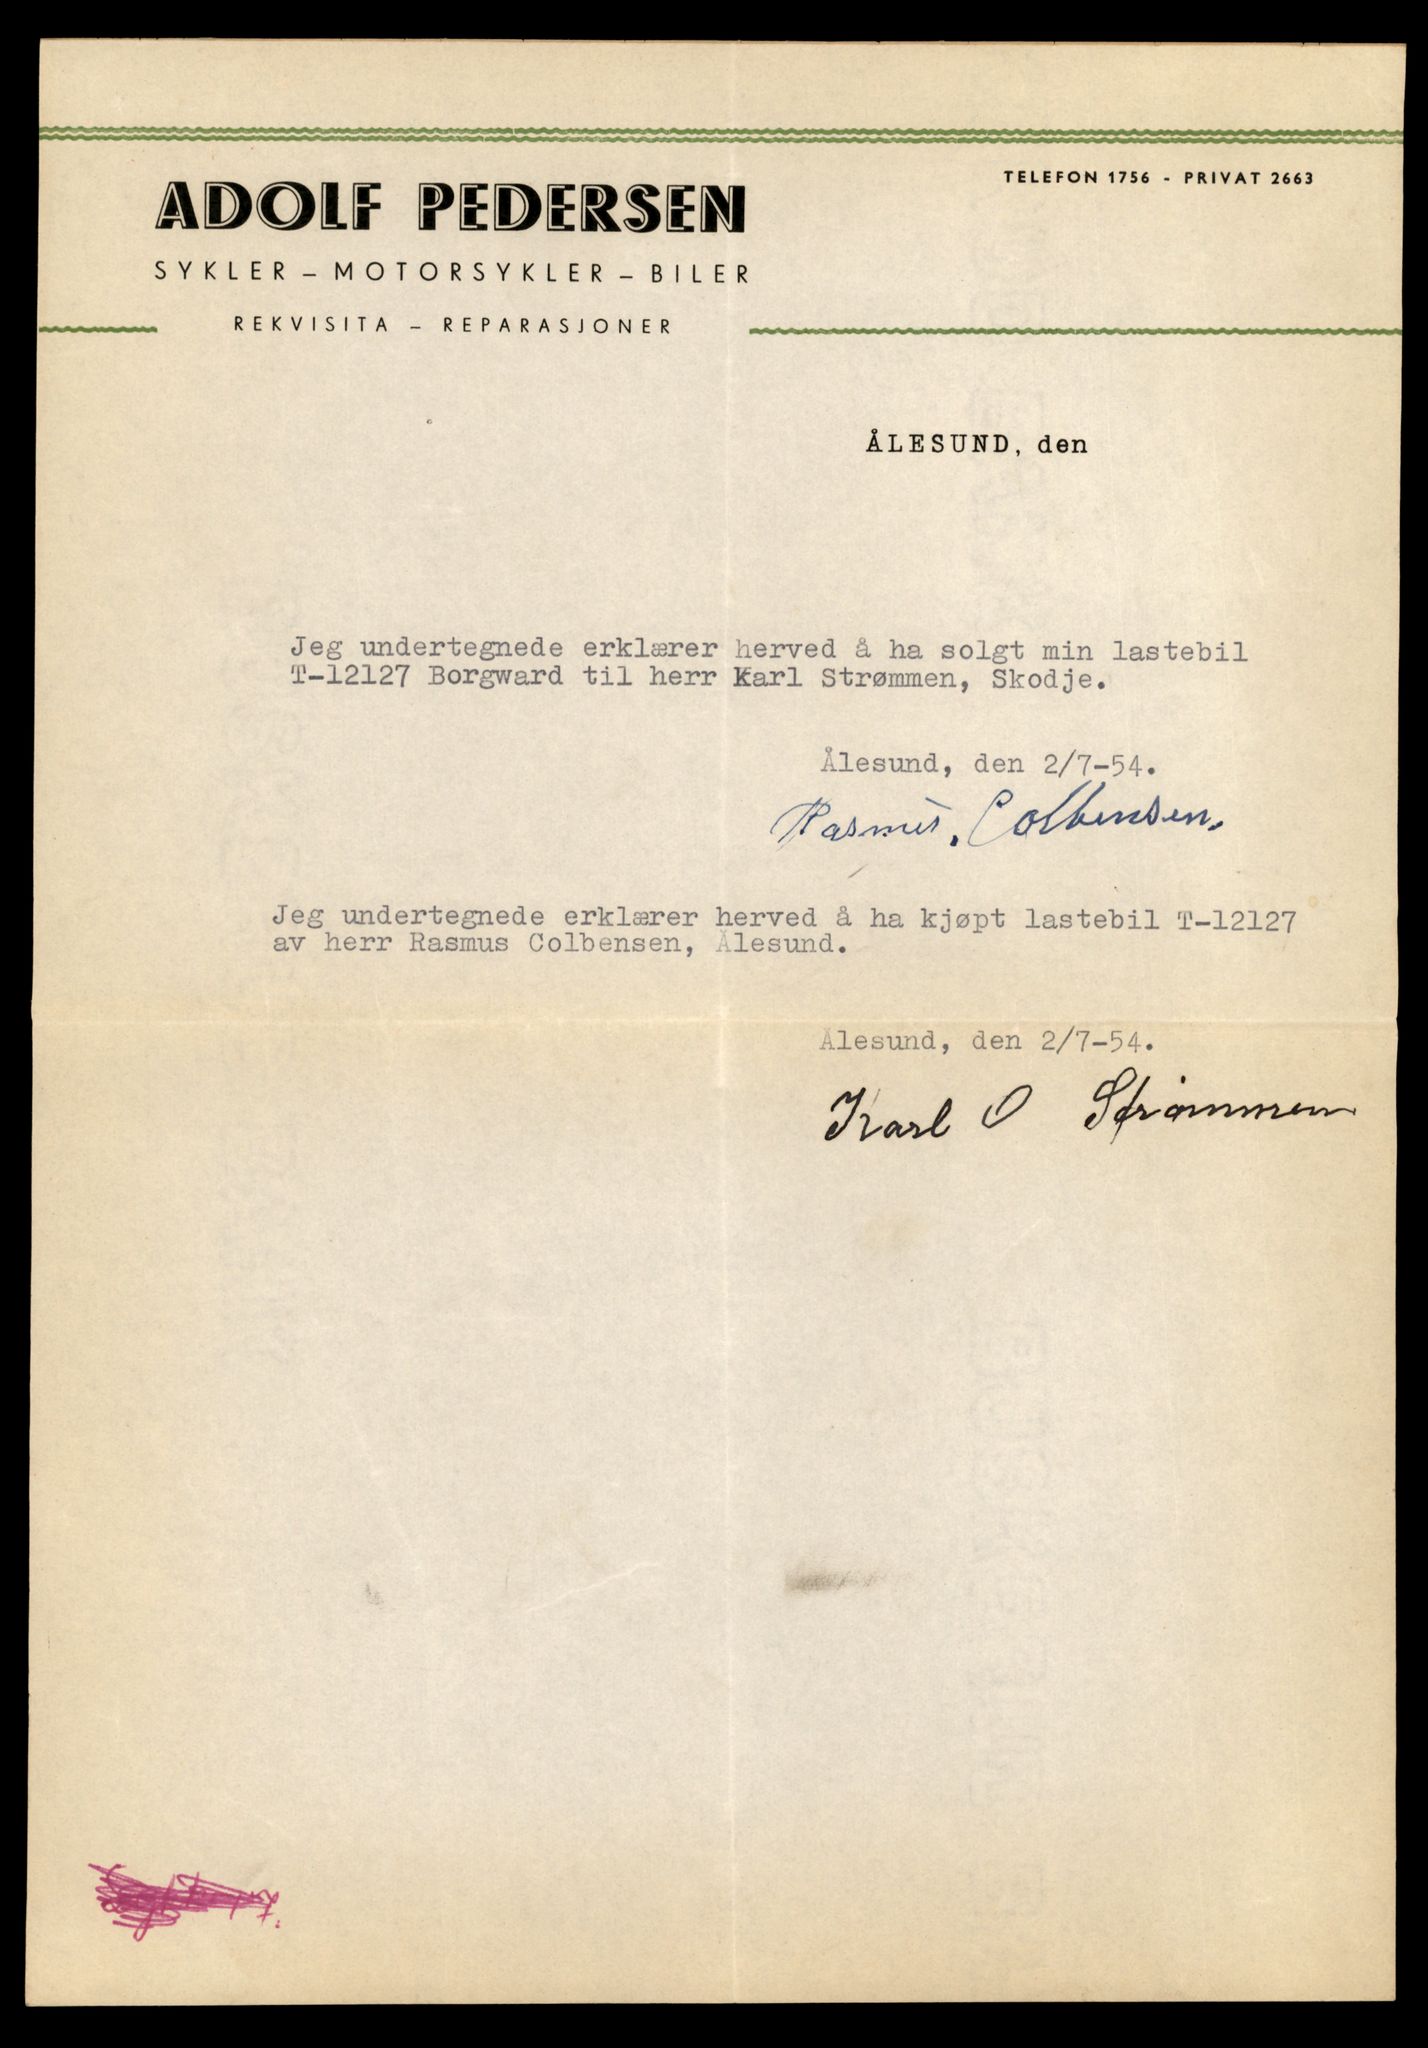 ADOLF PEDERSEN
TELEFON 1756 - PRIVAT 2663
SYKLER - MOTORSYKLER - BILER
REKVISITA - REPARASJONER
ÅLESUND, den
Jeg undertegnede erklærer herved å ha solgt min lastebil
T-12127 Borgward til herr Karl Strømmen, Skodje.
Ålesund, den 2/7-54.
Rasmus. Colbensen.
Jeg undertegnede erklærer herved å ha kjøpt lastebil T-12127
av herr Rasmus Colbensen, Ålesund.
Ålesund, den 2/7-54.
Karl O Strømmen